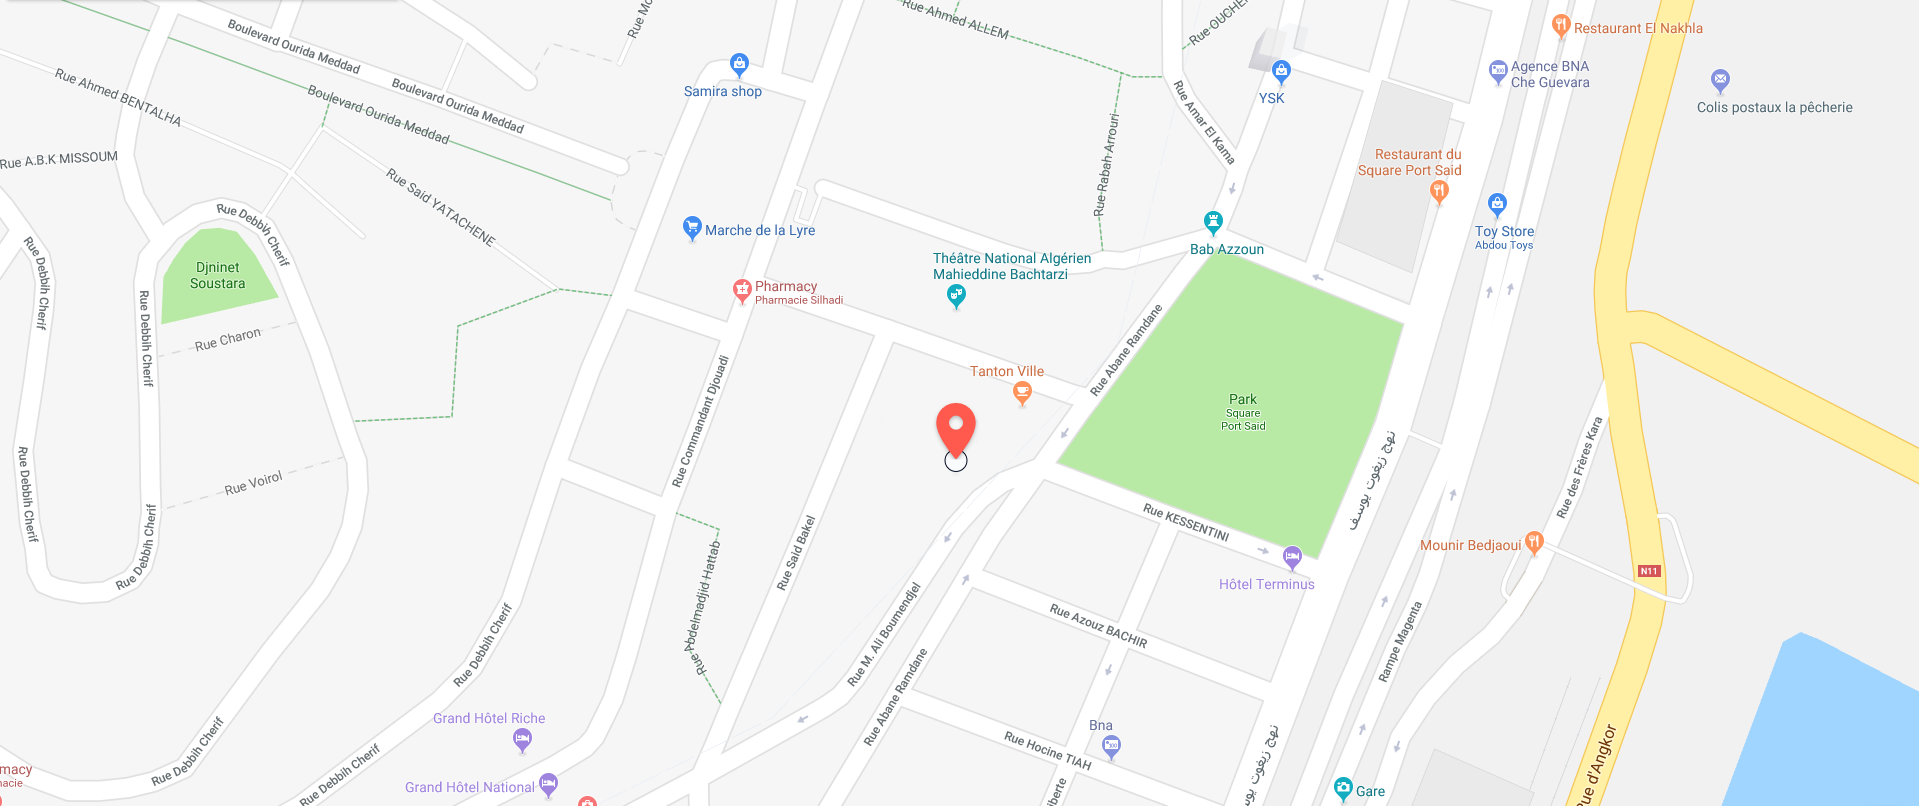 Rue Ahmed ALLEM
Boulevard Ourida Meddad
Restaurant El Nakhla
Rue Ahmed BENTALHA
Boulevard Ourida Meddad
Boulevard Ourida Meddad
Samira shop
YSK
Agence BNA
Che Guevara
Colis postaux la pêcherie
Rue Amar El Kama
Rue A.B.K MISSOUM
Rue Said YATACHENE
Rue Rabah Arrouri
Restaurant du
Square Port Said
Rue Debbih Cherif
Marche de la Lyre
Bab Azzoun
Toy Store
Abdou Toys
Rue Debbih Cherif
Djninet
Soustara
Théâtre National Algérien
Mahieddine Bachtarzi
Pharmacy
Pharmacie Silhadi
Rue Debbih Cherif
Rue Charon
Rue Abane Ramdane
Tanton Ville
Rue Commandant Djouadi
Park
Square
Port Said
نهج زيغوت يوسف
Rue des Frères Kara
Rue Debbih Cherif
Rue Voirol
Rue Debbih Cherif
Rue KESSENTINI
Rue Said Bakel
Mounir Bedjaoui
Hôtel Terminus
N11
Rue Abdelmadjid Hattab
Rue M. Ali Boumendjel
Rue Azouz BACHIR
Rampe Magenta
Rue Debbih Cherif
Rue Abane Ramdane
Grand Hôtel Riche
Bna
Rue Hocine TIAH
Rue Debbih Cherif
Rue Debbih Cherif
Grand Hôtel National
Gare
Rue d'Angkor